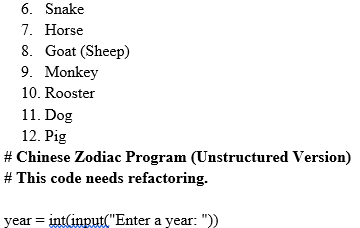 6. Snake
7. Horse
8. Goat (Sheep)
9. Monkey
10. Rooster
11. Dog
12. Pig
# Chinese Zodiac Program (Unstructured Version)
# This code needs refactoring.
year = int(input("Enter a year: "))